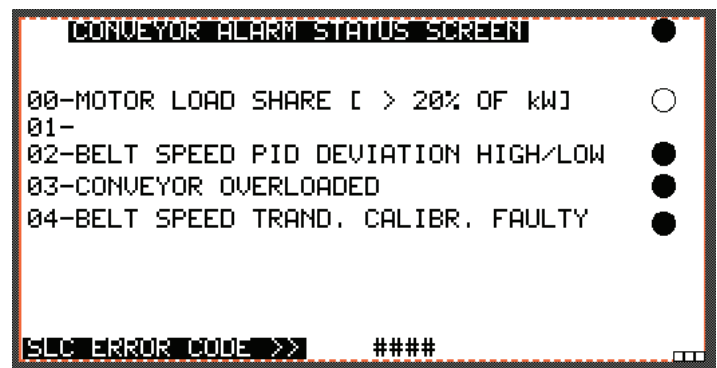 CONVEYOR ALARM STATUS SCREEN
00-MOTOR LOAD SHARE [ > 20% OF kW]
01-
02-BELT SPEED PID DEVIATION HIGH/LOW
03-CONVEYOR OVERLOADED
04-BELT SPEED TRAND. CALIBR. FAULTY
SLC ERROR CODE >> ####